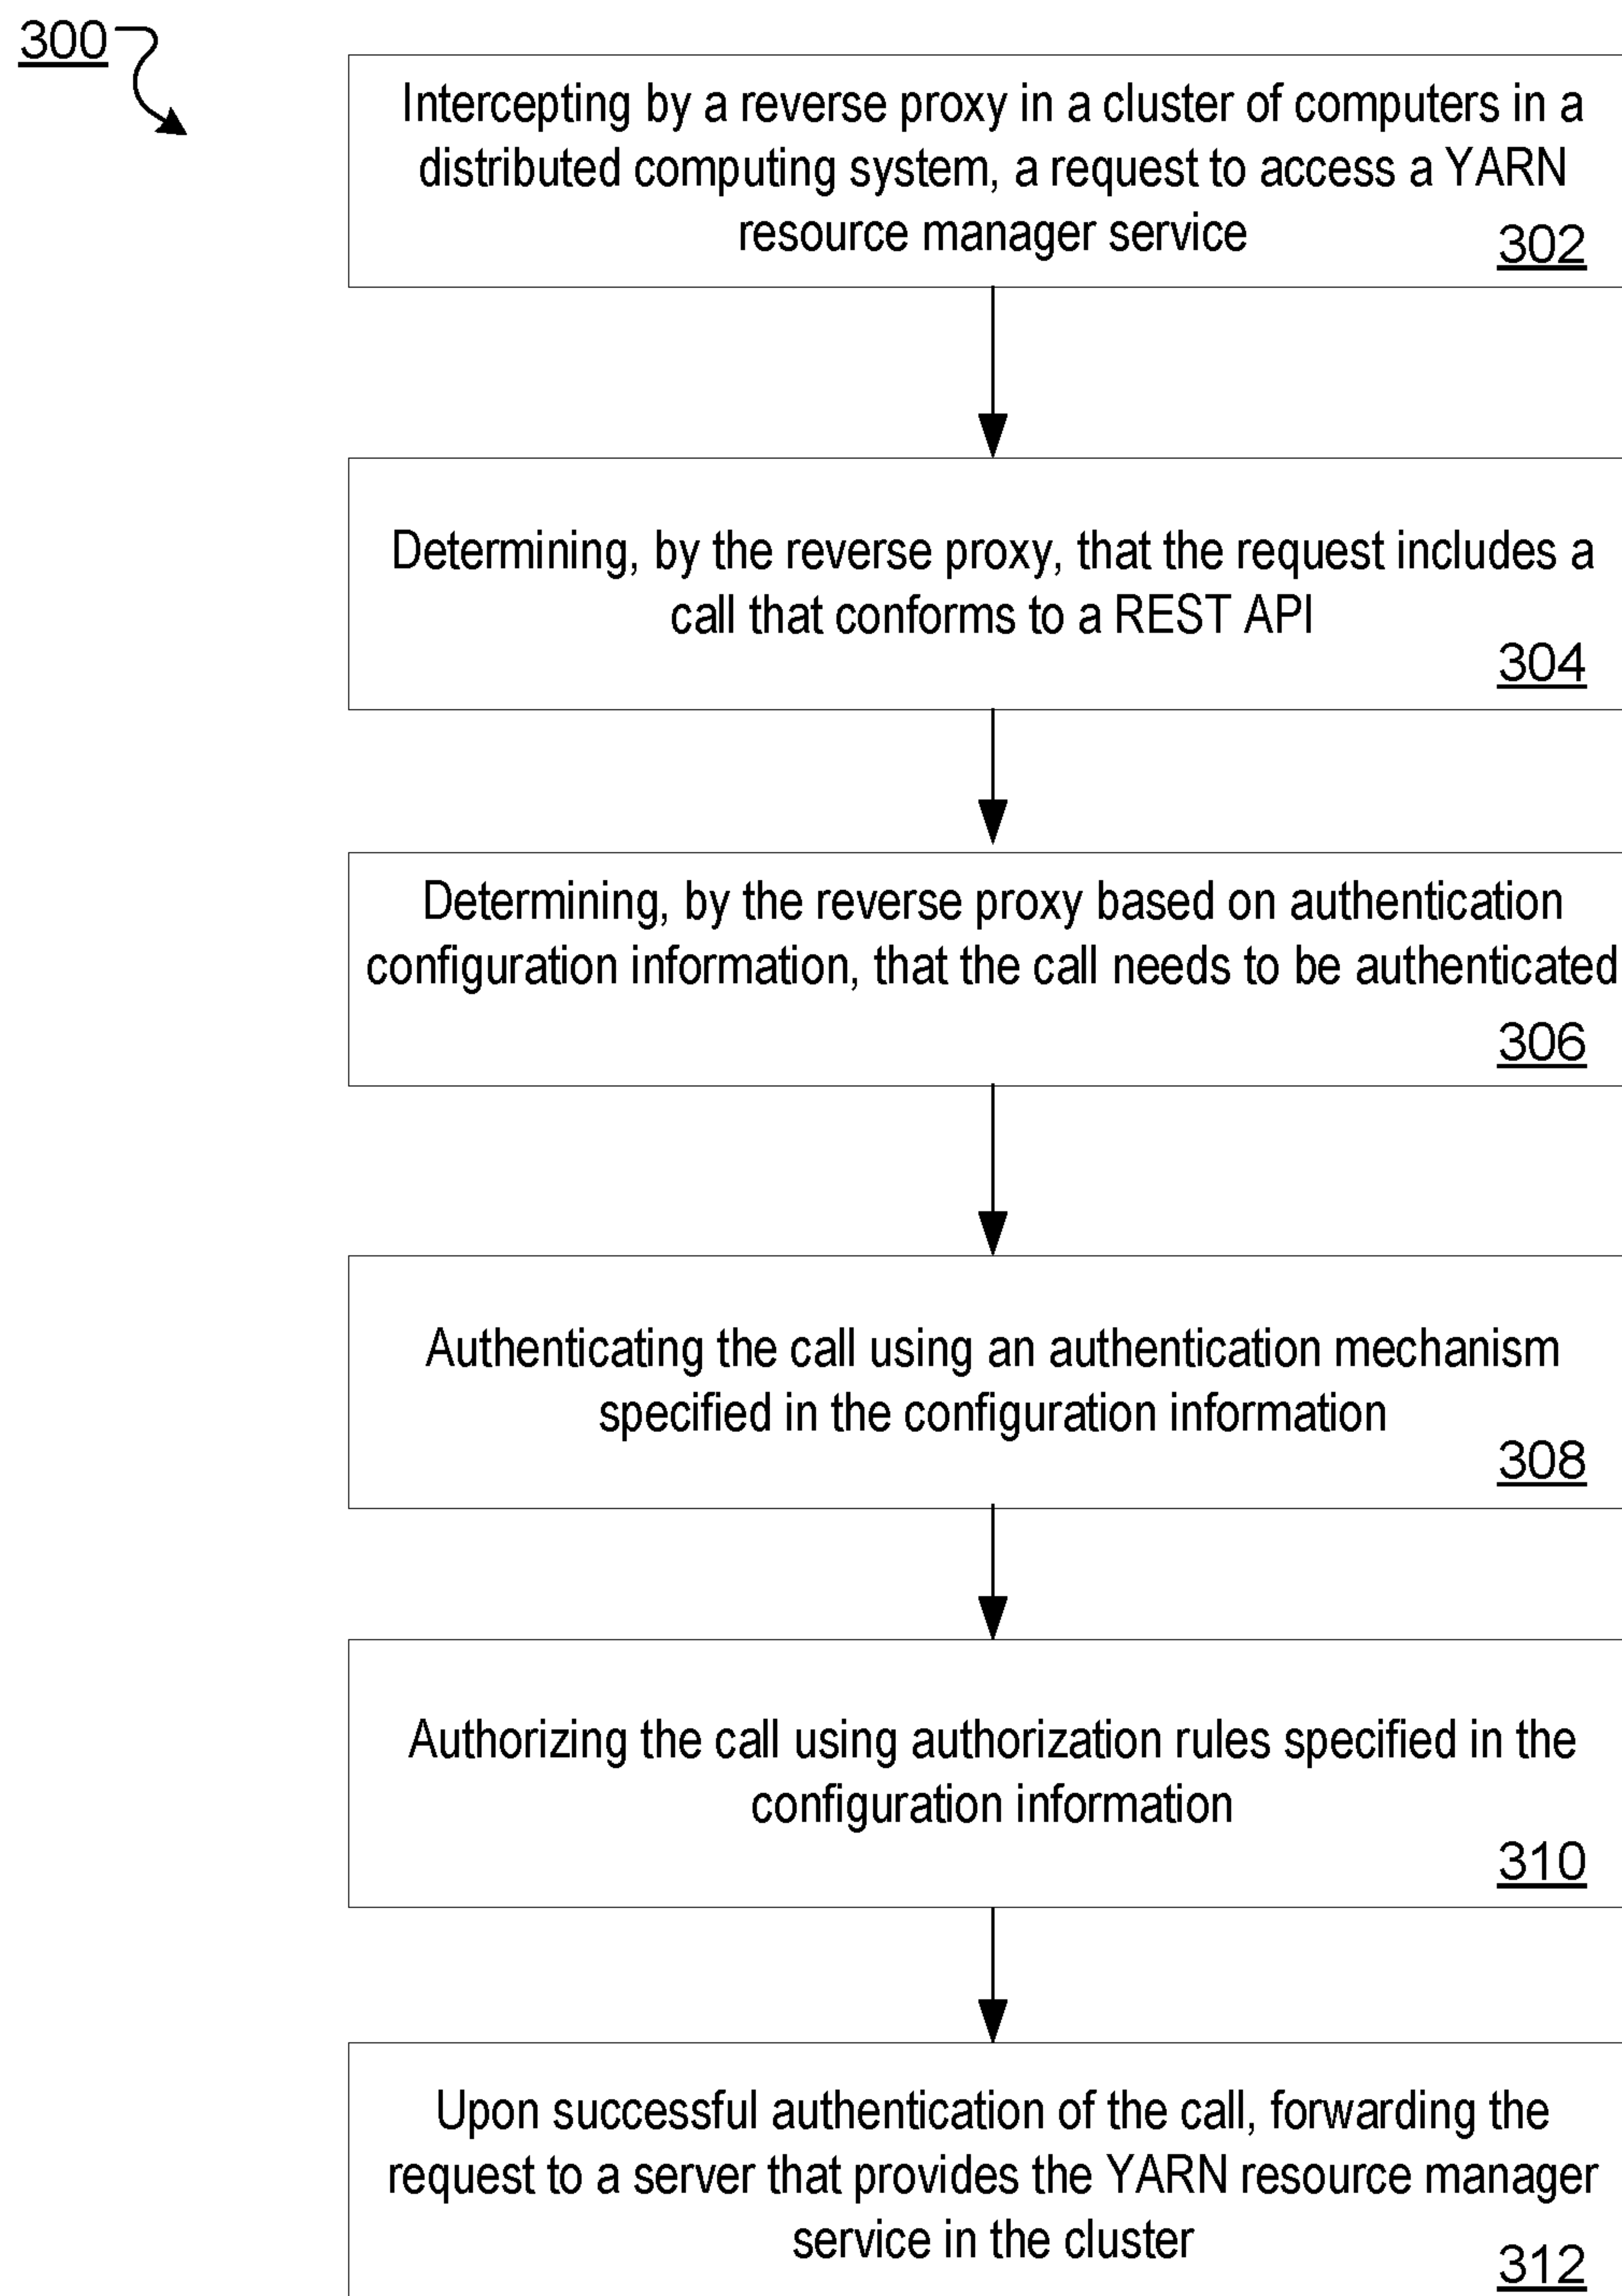 300
Intercepting by a reverse proxy in a cluster of computers in a
distributed computing system, a request to access a YARN
resource manager service
302
Determining, by the reverse proxy, that the request includes a
call that conforms to a REST API
304
Determining, by the reverse proxy based on authentication
configuration information, that the call needs to be authenticated
306
Authenticating the call using an authentication mechanism
specified in the configuration information
308
Authorizing the call using authorization rules specified in the
configuration information
310
Upon successful authentication of the call, forwarding the
request to a server that provides the YARN resource manager
service in the cluster
312